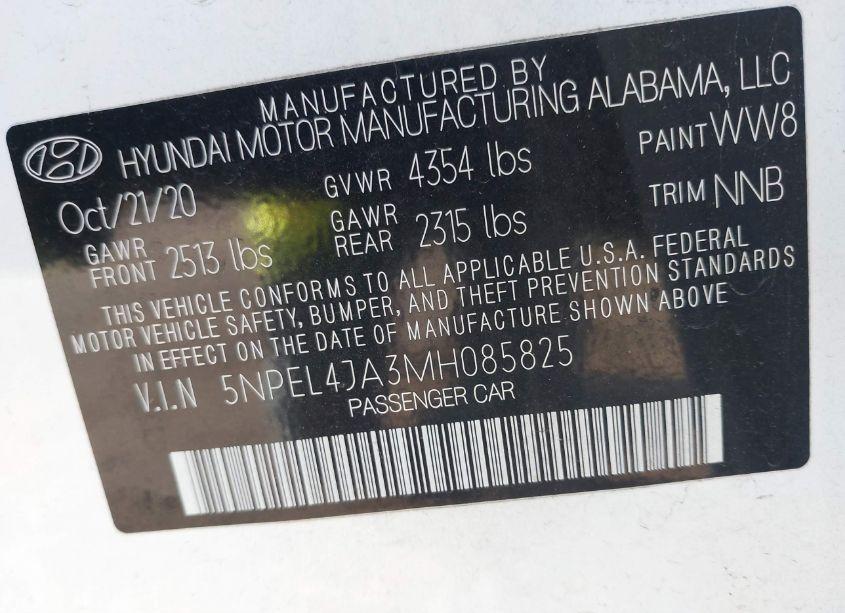 MANUFACTURED BY
HYUNDAI MOTOR MANUFACTURING ALABAMA, LLC
Oct/21/20 GVWR 4354 lbs PAINT WW8
GAWR FRONT 2513 lbs GAWR REAR 2315 lbs TRIM NNB
THIS VEHICLE CONFORMS TO ALL APPLICABLE U.S.A. FEDERAL
MOTOR VEHICLE SAFETY, BUMPER, AND THEFT PREVENTION STANDARDS
IN EFFECT ON THE DATE OF MANUFACTURE SHOWN ABOVE
V.I.N 5NPEL4JA3MH085825
PASSENGER CAR